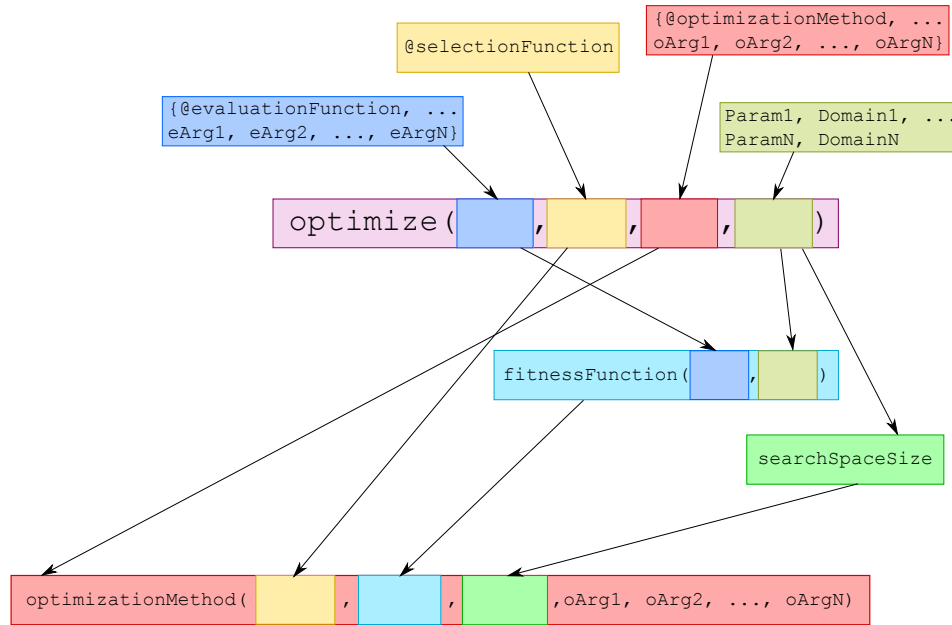 {@optimizationMethod, ...
oArg1, oArg2, ..., oArgN}
@selectionFunction
{@evaluationFunction, ...
eArg1, eArg2, ..., eArgN}
Param1, Domain1, ...
ParamN, DomainN
optimize( , , , )
fitnessFunction( , )
searchSpaceSize
optimizationMethod( , , ,oArg1, oArg2, ..., oArgN)